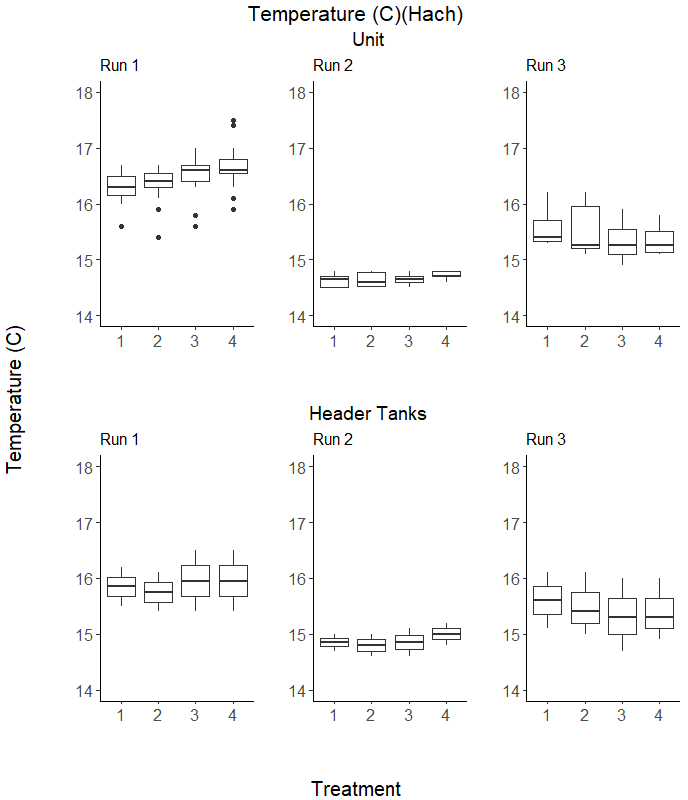 Temperature (C)(Hach)
Unit
Run 1 Run 2 Run 3
18 18 18
17 17 17
16 16 16
15 15 15
14 14 14
1 2 3 4 1 2 3 4 1 2 3 4
Temperature (C)
Header Tanks
Run 1 Run 2 Run 3
18 18 18
17 17 17
16 16 16
15 15 15
14 14 14
1 2 3 4 1 2 3 4 1 2 3 4
Treatment